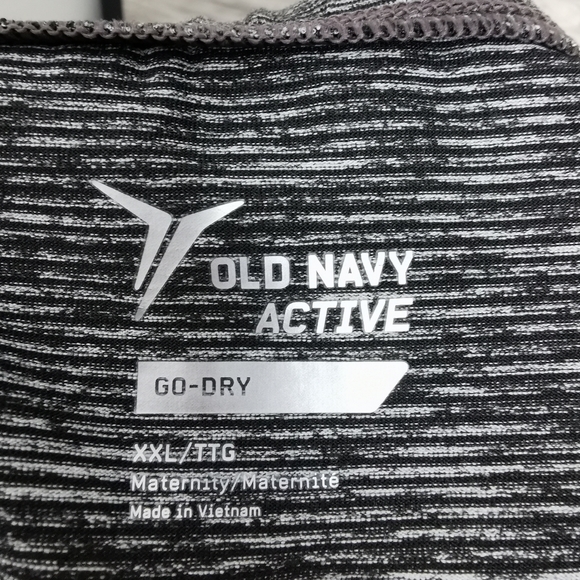 OLD NAVY
ACTIVE
GO-DRY
XXL/TTG
Maternity/Maternité
Made in Vietnam